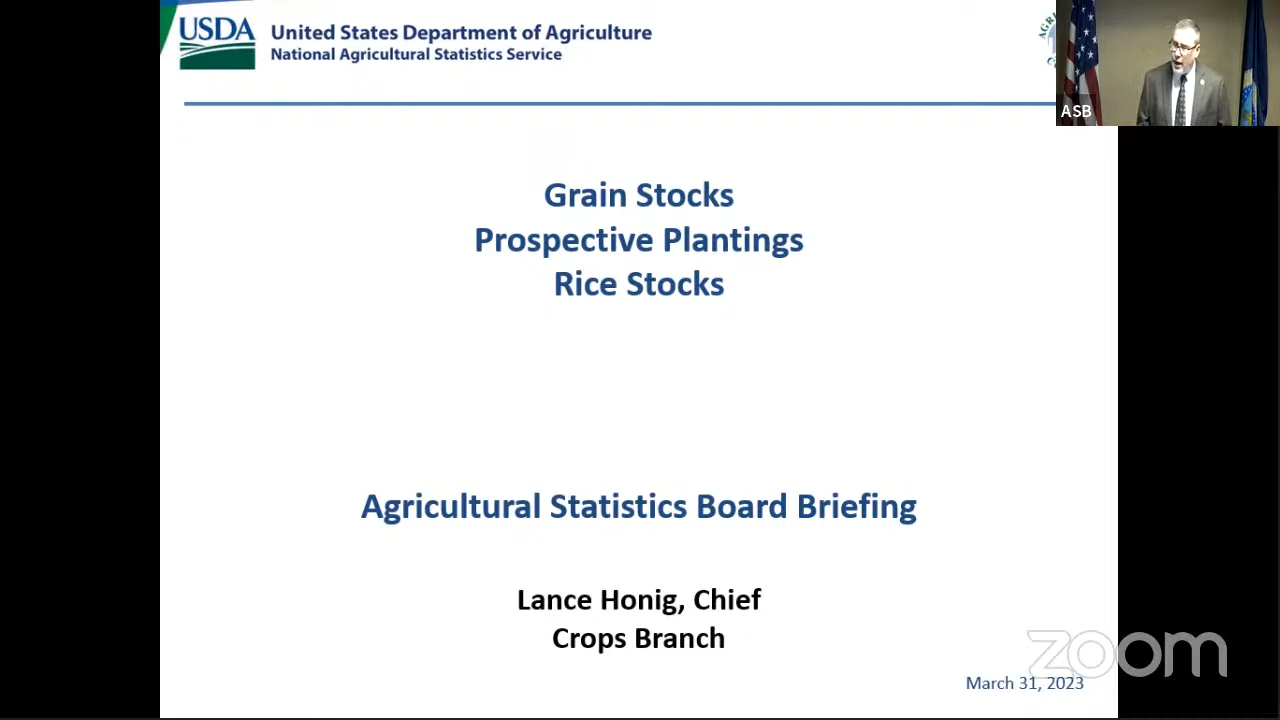 USDA
United States Department of Agriculture
National Agricultural Statistics Service
ASB
Grain Stocks
Prospective Plantings
Rice Stocks
Agricultural Statistics Board Briefing
Lance Honig, Chief
Crops Branch
zoom
March 31, 2023